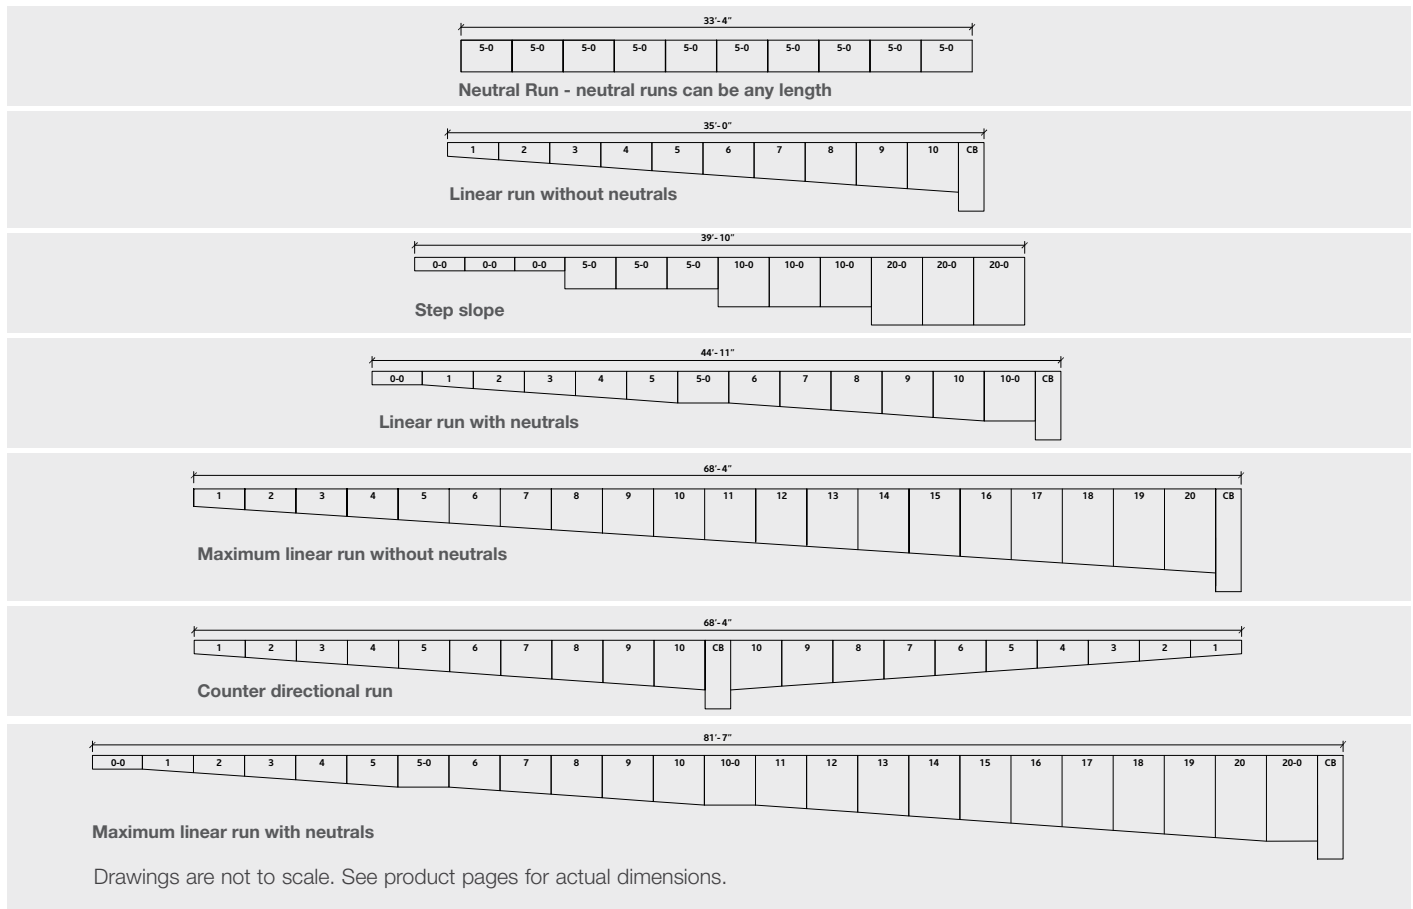 33'-4"
5-0 5-0 5-0 5-0 5-0 5-0 5-0 5-0 5-0 5-0
Neutral Run - neutral runs can be any length
35'-0"
1 2 3 4 5 6 7 8 9 10 CB
Linear run without neutrals
39'-10"
0-0 0-0 0-0 5-0 5-0 5-0 10-0 10-0 10-0 20-0 20-0 20-0
Step slope
44'-11"
0-0 1 2 3 4 5 5-0 6 7 8 9 10 10-0 CB
Linear run with neutrals
68'-4"
1 2 3 4 5 6 7 8 9 10 11 12 13 14 15 16 17 18 19 20 CB
Maximum linear run without neutrals
68'-4"
1 2 3 4 5 6 7 8 9 10 CB 10 9 8 7 6 5 4 3 2 1
Counter directional run
81'-7"
0-0 1 2 3 4 5 5-0 6 7 8 9 10 10-0 11 12 13 14 15 16 17 18 19 20 20-0 CB
Maximum linear run with neutrals
Drawings are not to scale. See product pages for actual dimensions.